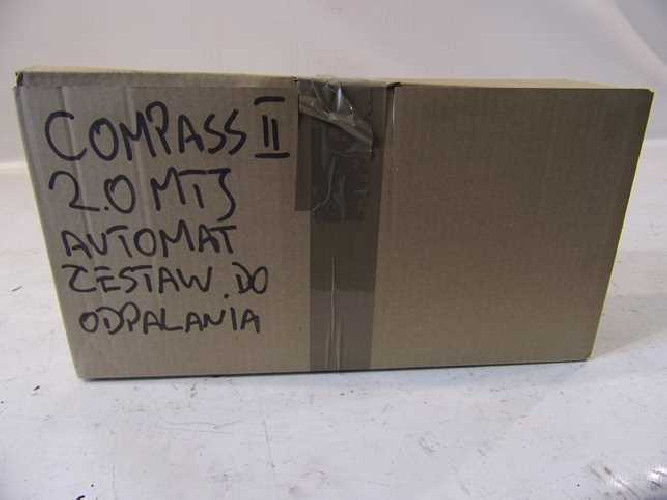 COMPASS II
2.0 MTJ
AUTOMAT
ZESTAW.DO
ODPALANIA